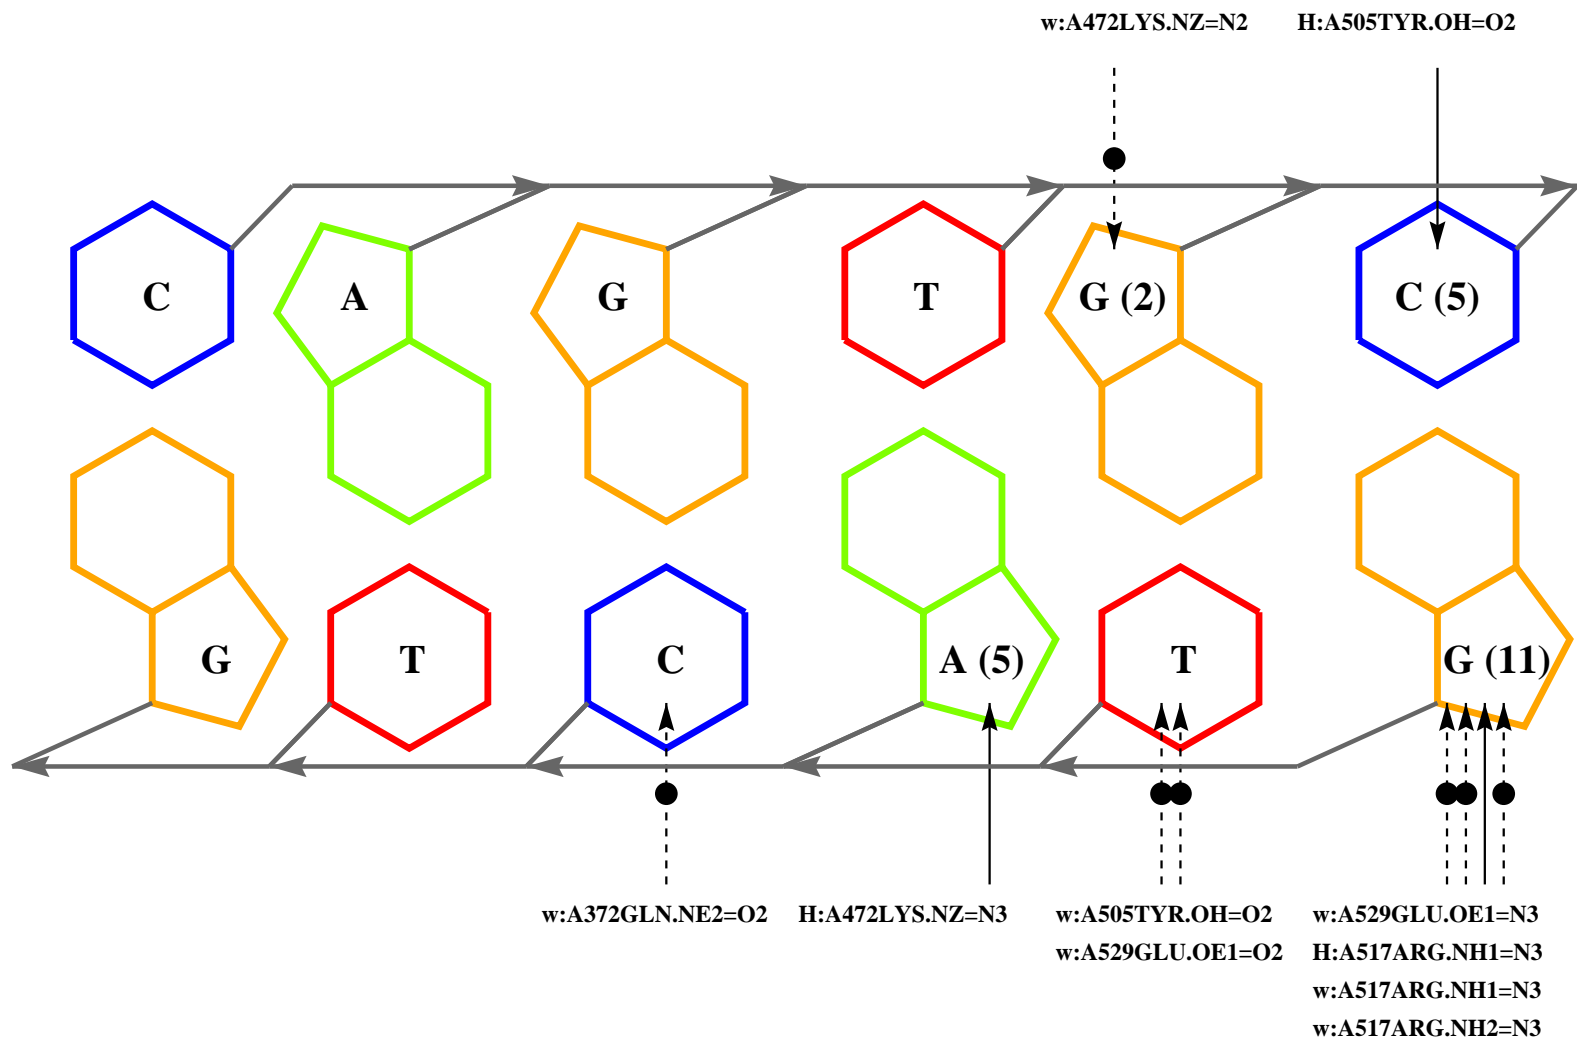 w:A472LYS.NZ=N2 H:A505TYR.OH=O2
C A G T G (2) C (5)
G T C A (5) T G (11)
w:A372GLN.NE2=O2 H:A472LYS.NZ=N3 w:A505TYR.OH=O2 w:A529GLU.OE1=N3
w:A529GLU.OE1=O2 H:A517ARG.NH1=N3
w:A517ARG.NH1=N3
w:A517ARG.NH2=N3